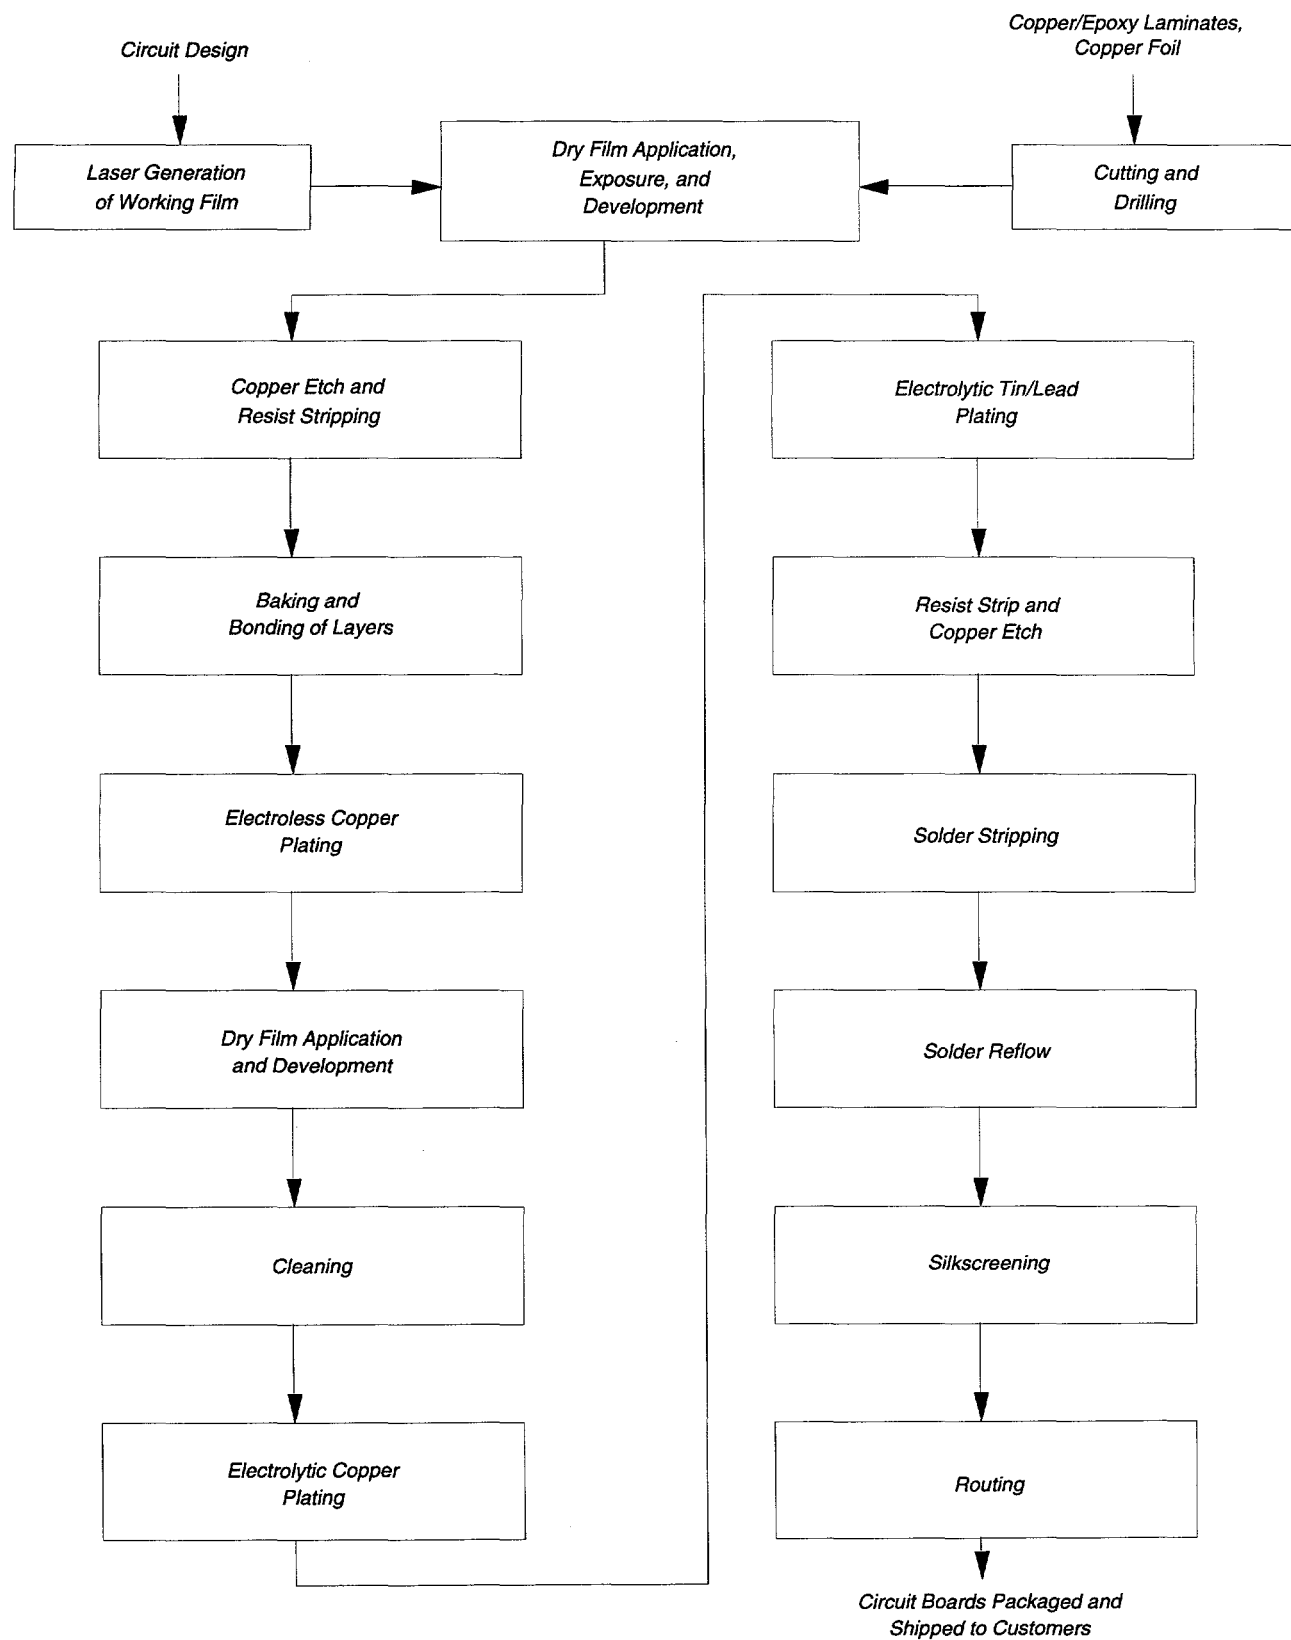 Circuit Design
Copper/Epoxy Laminates,
Copper Foil
Laser Generation
of Working Film
Dry Film Application,
Exposure, and
Development
Cutting and
Drilling
Copper Etch and
Resist Stripping
Baking and
Bonding of Layers
Electroless Copper
Plating
Dry Film Application
and Development
Cleaning
Electrolytic Copper
Plating
Electrolytic Tin/Lead
Plating
Resist Strip and
Copper Etch
Solder Stripping
Solder Reflow
Silkscreening
Routing
Circuit Boards Packaged and
Shipped to Customers